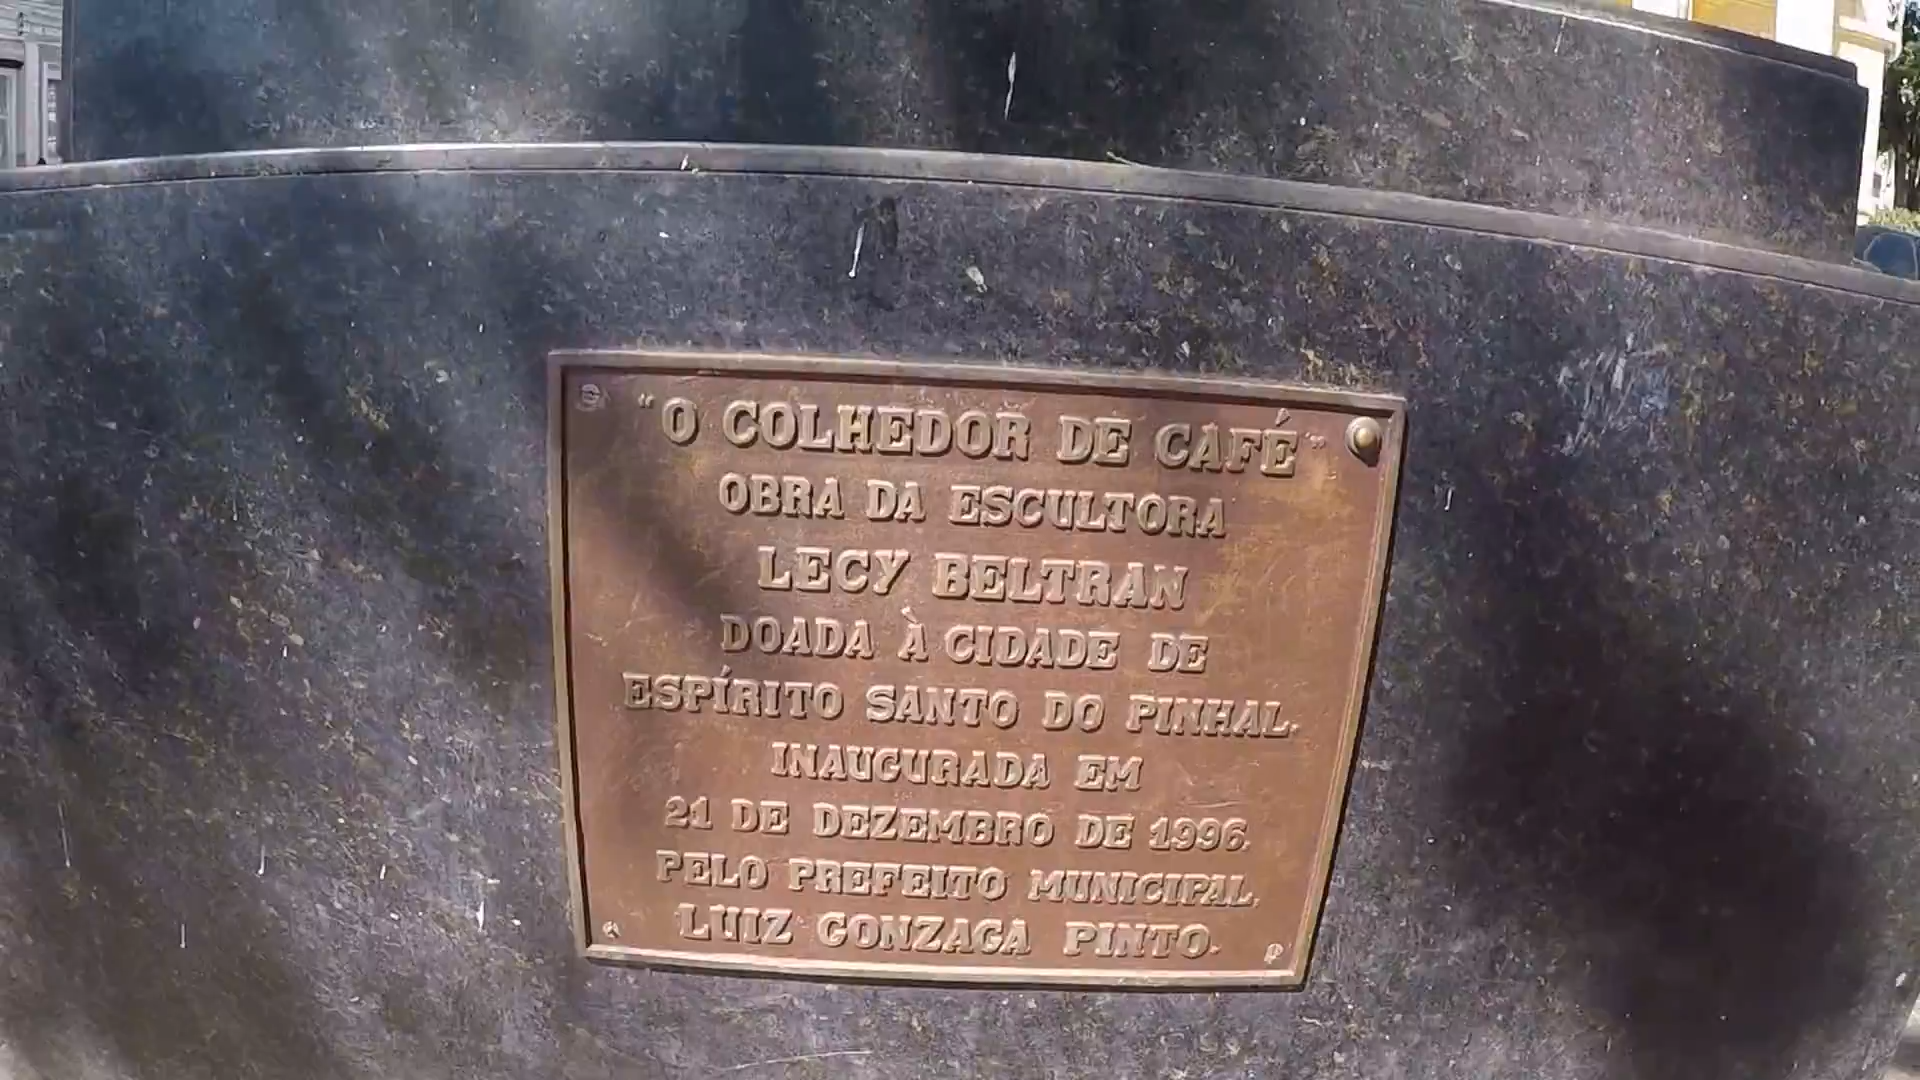 "O COLHEDOR DE CAFÉ"
OBRA DA ESCULTORA
LECY BELTRAN
DOADA À CIDADE DE
ESPÍRITO SANTO DO PINHAL.
INAUGURADA EM
21 DE DEZEMBRO DE 1996.
PELO PREFEITO MUNICIPAL,
LUIZ GONZAGA PINTO.